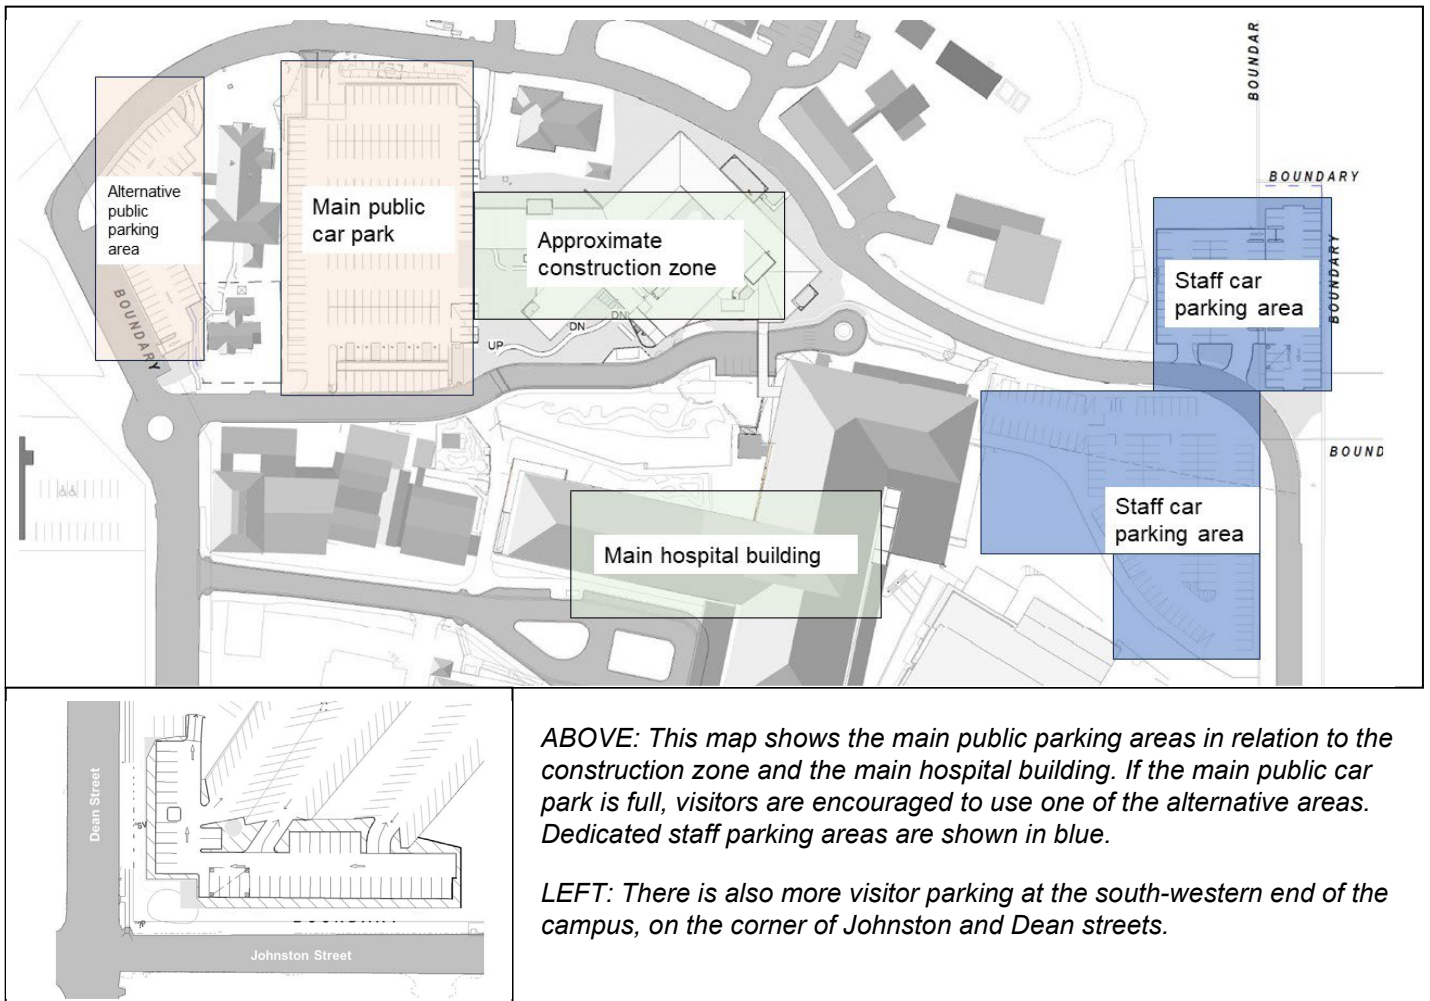 BOUNDAR
BOUNDARY
Alternative
public
parking
area
Main public
car park
Approximate
construction zone
Staff car
parking area
BOUNDARY
BOUNDARY
DN
DN
UP
BOUND
Staff car
parking area
Main hospital building
Dean Street
SV
BOUNDARY
Johnston Street
ABOVE: This map shows the main public parking areas in relation to the
construction zone and the main hospital building. If the main public car
park is full, visitors are encouraged to use one of the alternative areas.
Dedicated staff parking areas are shown in blue.
LEFT: There is also more visitor parking at the south-western end of the
campus, on the corner of Johnston and Dean streets.